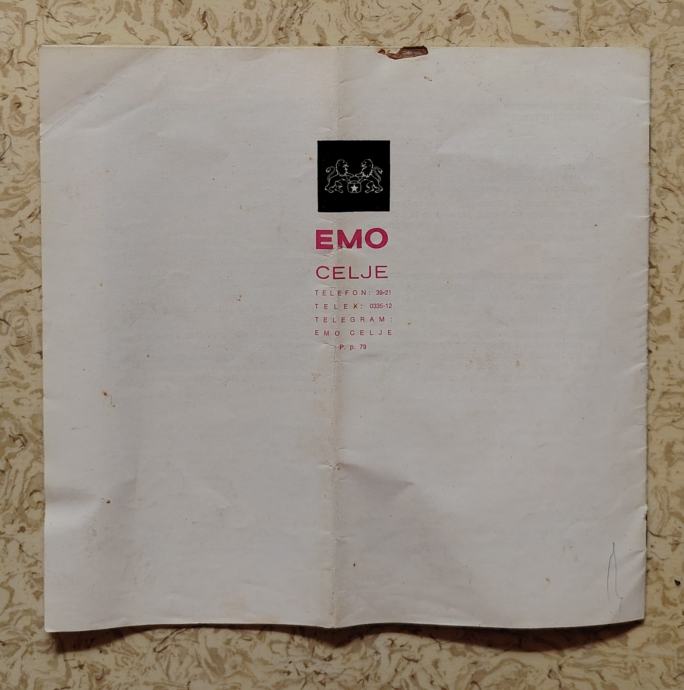 EMO
CELJE
TELEFON: 39-21
TELEX: 0335-12
TELEGRAM:
EMO CELJE
P. p. 79